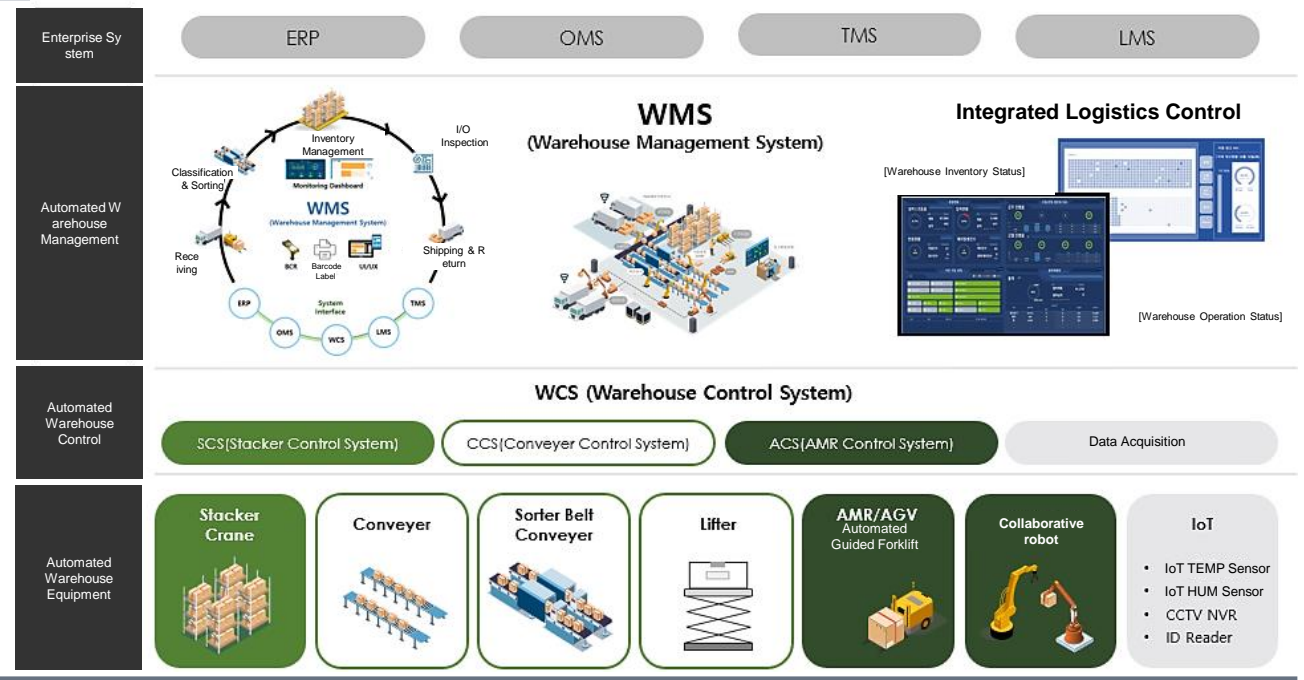 Enterprise Sy
stem
ERP
OMS
TMS
LMS
Automated W
arehouse
Management
Inventory
Management
I/O
Inspection
Classification
& Sorting
Monitoring Dashboard
WMS
(Warehouse Management System)
Rece
iving
BCR
Barcode
Label
UI/UX
Shipping & R
eturn
ERP
System
Interface
TMS
OMS
WCS
LMS
WMS
(Warehouse Management System)
Integrated Logistics Control
[Warehouse Inventory Status]
[Warehouse Operation Status]
Automated
Warehouse
Control
WCS (Warehouse Control System)
SCS(Stacker Control System)
CCS(Conveyer Control System)
ACS(AMR Control System)
Data Acquisition
Automated
Warehouse
Equipment
Stacker
Crane
Conveyer
Sorter Belt
Conveyer
Lifter
AMR/AGV
Automated
Guided Forklift
Collaborative
robot
IoT
• IoT TEMP Sensor
• IoT HUM Sensor
• CCTV NVR
• ID Reader